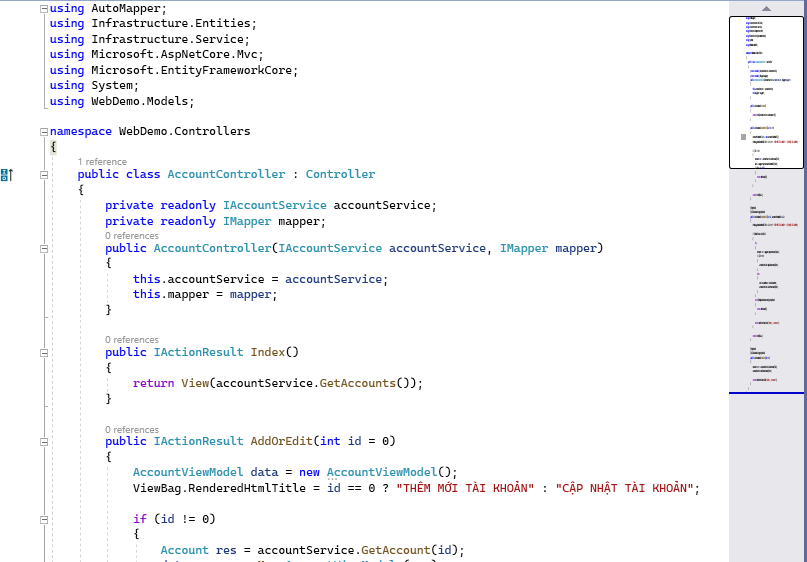 using AutoMapper;
using Infrastructure.Entities;
using Infrastructure.Service;
using Microsoft.AspNetCore.Mvc;
using Microsoft.EntityFrameworkCore;
using System;
using WebDemo.Models;
namespace WebDemo.Controllers
{
1 reference
public class AccountController : Controller
{
private readonly IAccountService accountService;
private readonly IMapper mapper;
0 references
public AccountController(IAccountService accountService, IMapper mapper)
{
this.accountService = accountService;
this.mapper = mapper;
}
0 references
public IActionResult Index()
{
return View(accountService.GetAccounts());
}
0 references
public IActionResult AddOrEdit(int id = 0)
{
AccountViewModel data = new AccountViewModel();
ViewBag.RenderedHtmlTitle = id == 0 ? "THÊM MỚI TÀI KHOẢN" : "CẬP NHẬT TÀI KHOẢN";
if (id != 0)
{
Account res = accountService.GetAccount(id);